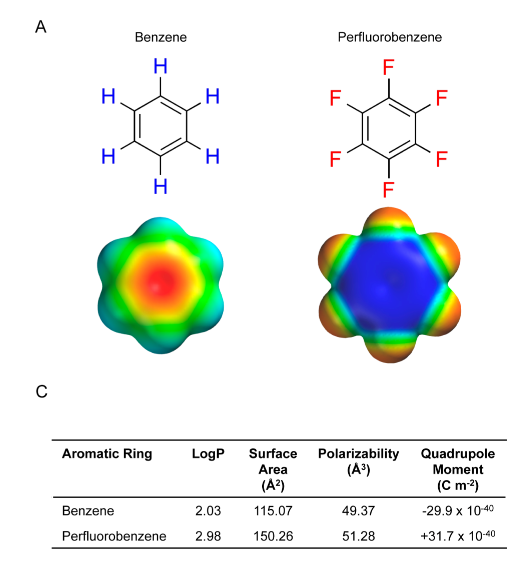 A
Benzene Perfluorobenzene
H F
H H F F
H H F F
H F
C
Aromatic Ring LogP Surface Area (Å²) Polarizability (Å³) Quadrupole Moment (C m⁻²)
Benzene 2.03 115.07 49.37 -29.9 x 10⁻⁴⁰
Perfluorobenzene 2.98 150.26 51.28 +31.7 x 10⁻⁴⁰